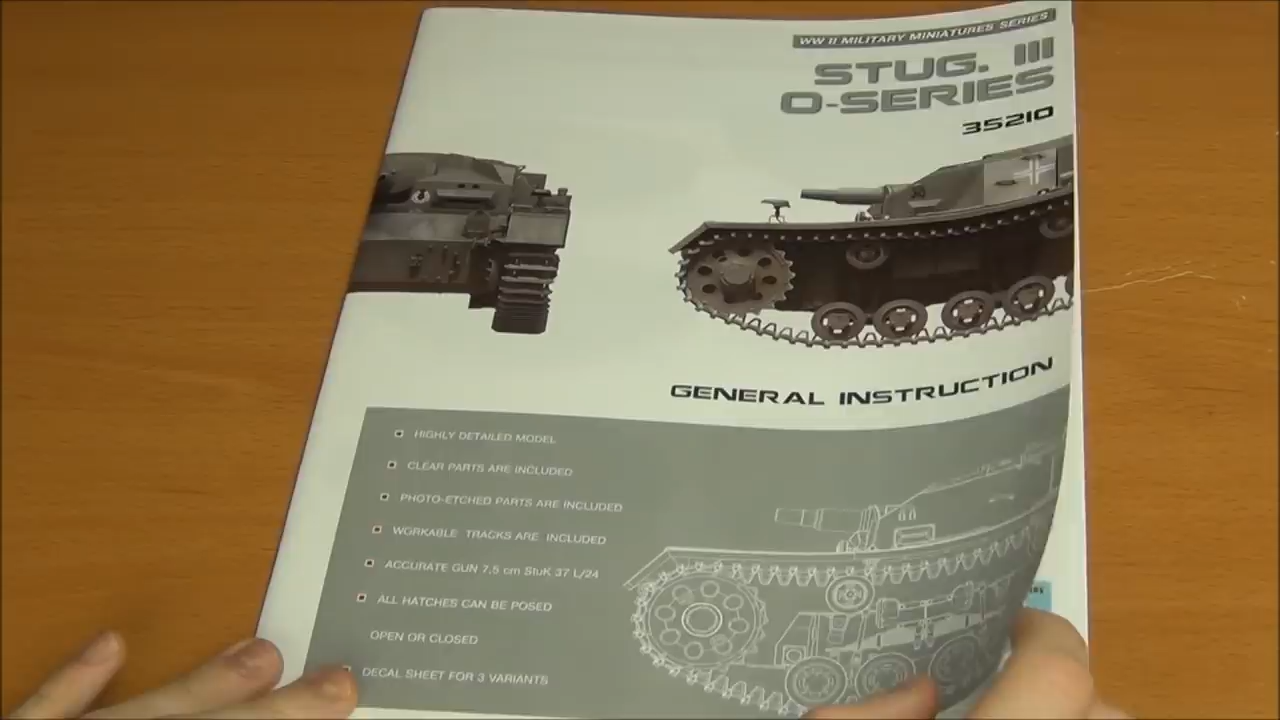 WW II MILITARY MINIATURES SERIES
STUG. III
O-SERIES
35210
GENERAL INSTRUCTION
HIGHLY DETAILED MODEL
CLEAR PARTS ARE INCLUDED
PHOTO-ETCHED PARTS ARE INCLUDED
WORKABLE TRACKS ARE INCLUDED
ACCURATE GUN 7,5 cm StuK 37 L/24
ALL HATCHES CAN BE POSED
OPEN OR CLOSED
DECAL SHEET FOR 3 VARIANTS